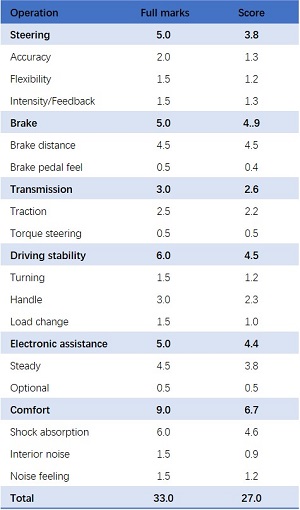 Operation Full marks Score
Steering 5.0 3.8
Accuracy 2.0 1.3
Flexibility 1.5 1.2
Intensity/Feedback 1.5 1.3
Brake 5.0 4..9
Brake distance 4.5 4.5
Brake pedal feel 0.5 0.4
Transmission 3.0 2.6
Traction 2.5 2.2
Torque steering 0.5 0.5
Driving stability 6.0 4.5
Turning 1.5 1.2
Handle 3.0 2.3
Load change 1.5 1.0
Electronic assistance 5.0 4.4
Steady 4.5 3.8
Optional 0.5 0.5
Comfort 9.0 6.7
Shock absorption 6.0 4.6
Interior noise 1.5 0.9
Noise feeling 1.5 1.2
Total 33.0 27.0